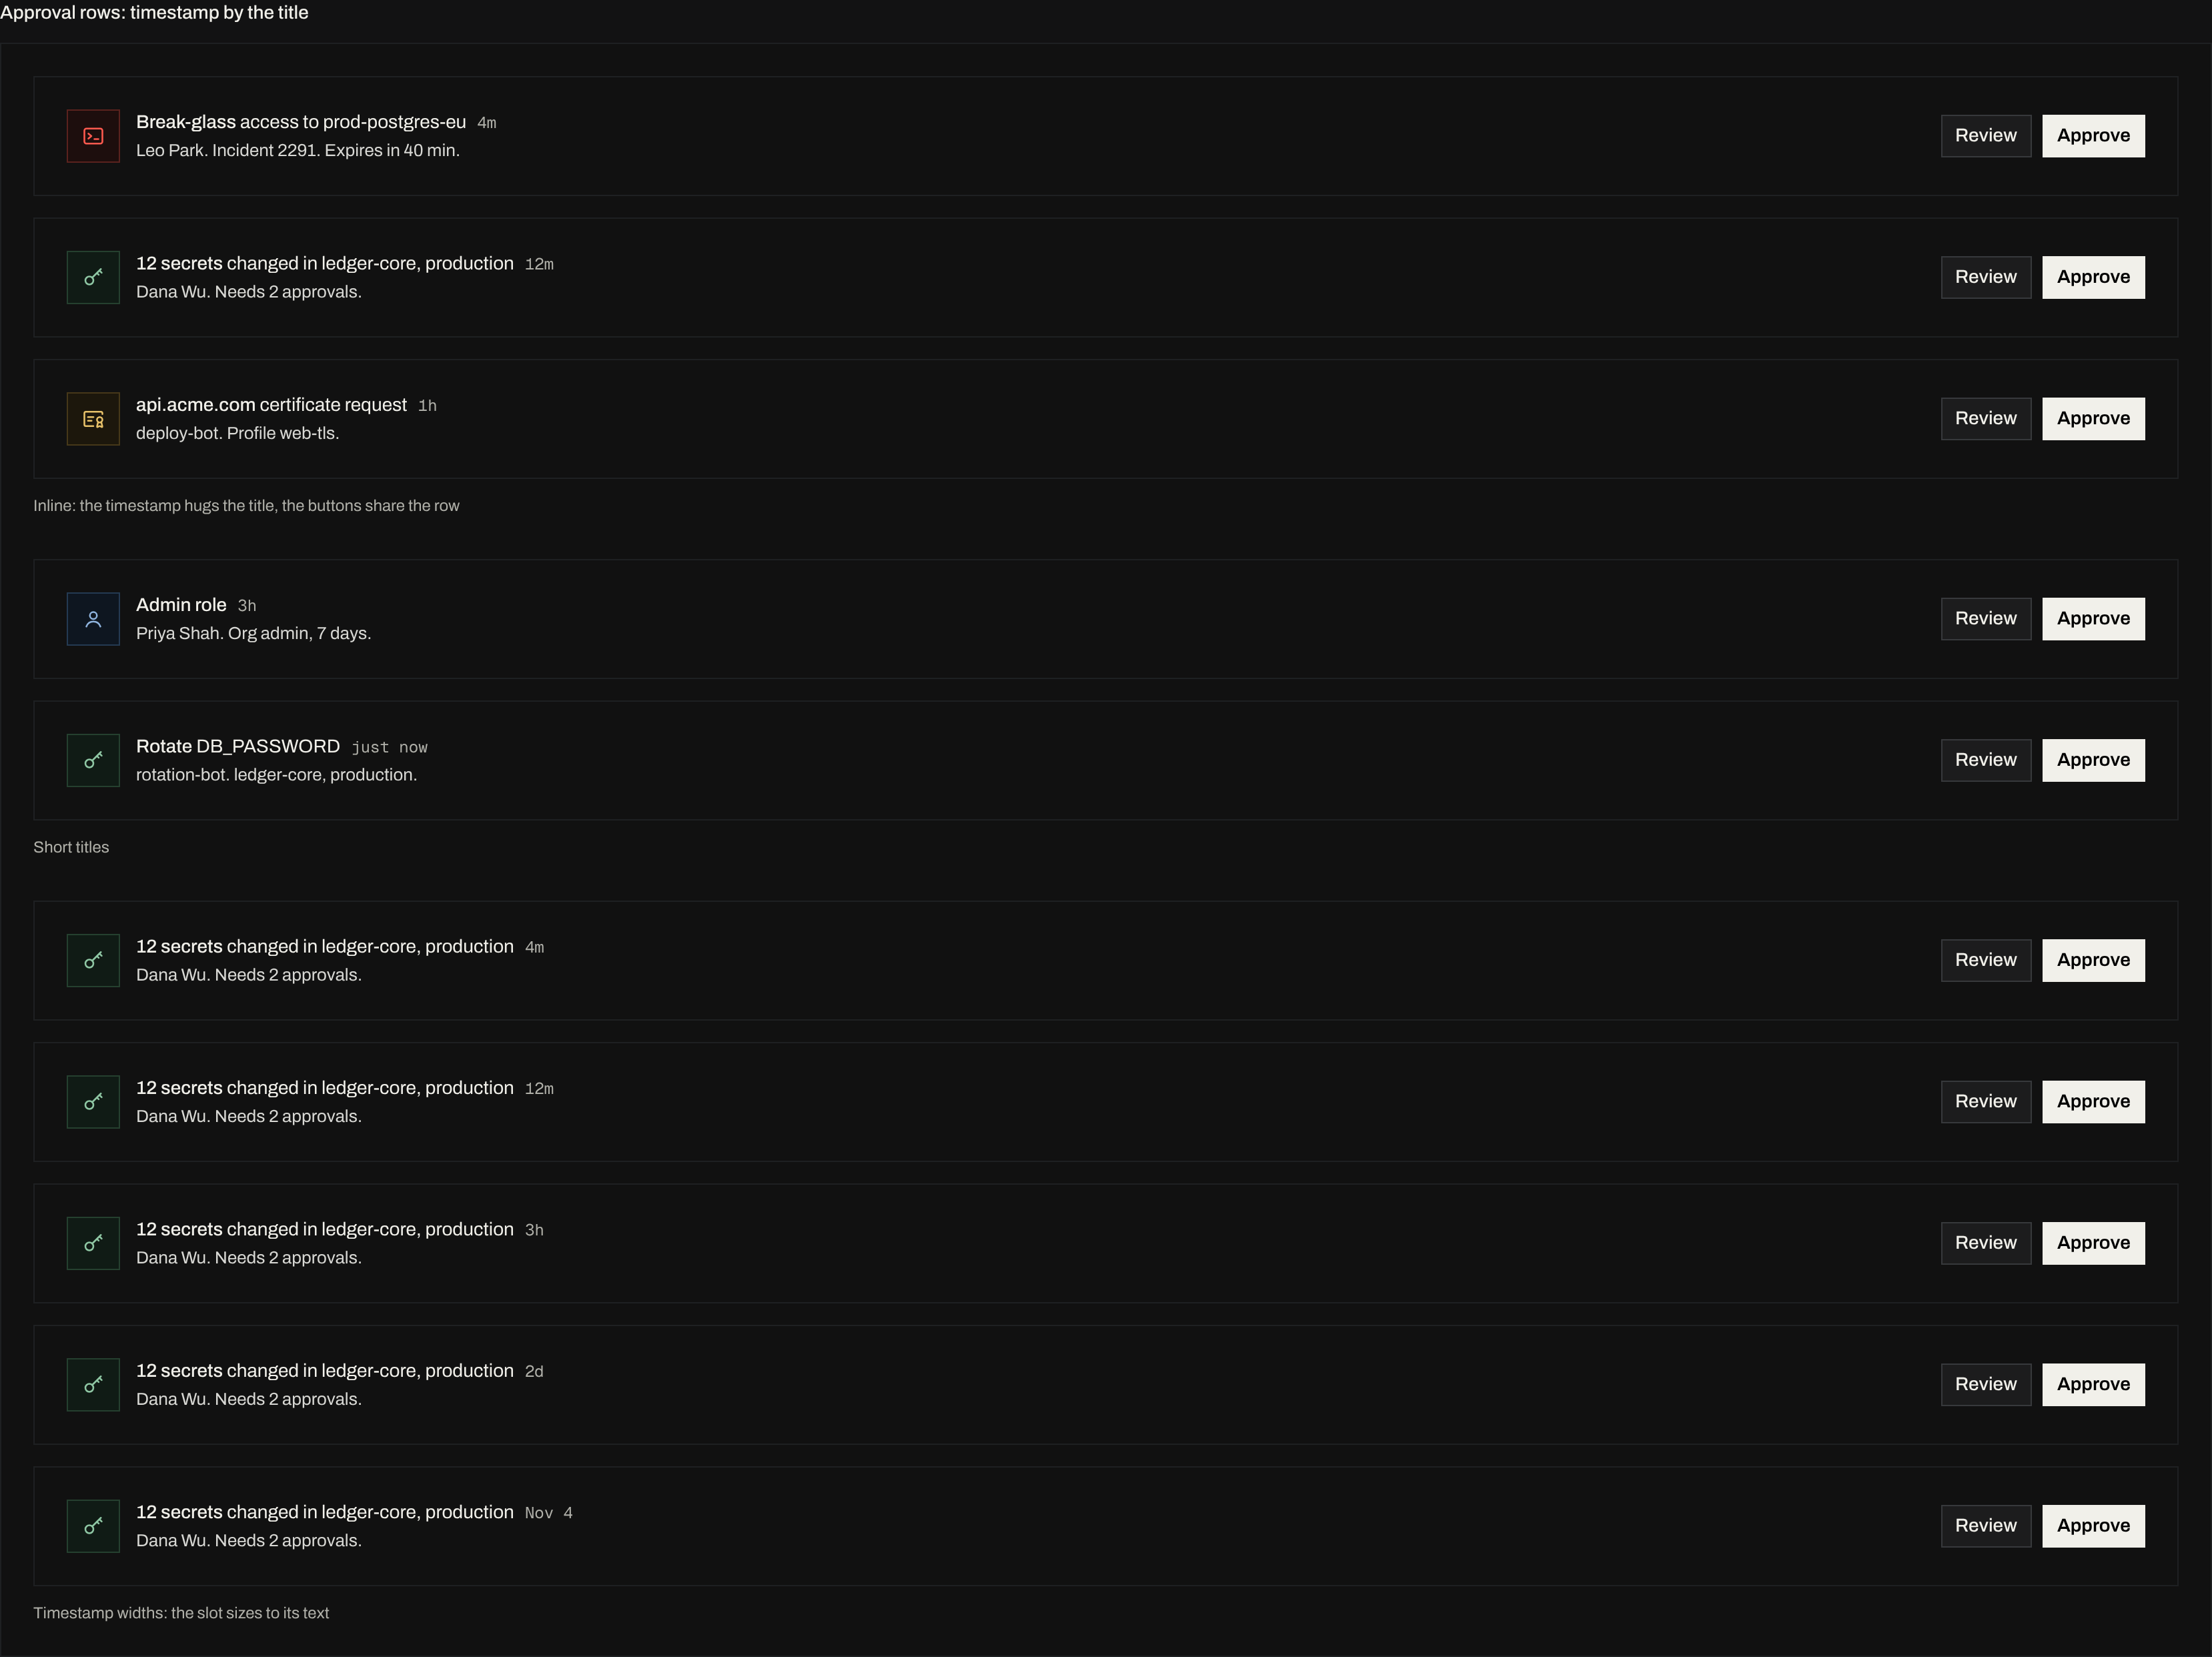 Approval rows: timestamp by the title
Break-glass access to prod-postgres-eu 4m
Leo Park. Incident 2291. Expires in 40 min.
Review Approve
12 secrets changed in ledger-core, production 12m
Dana Wu. Needs 2 approvals.
Review Approve
api.acme.com certificate request 1h
deploy-bot. Profile web-tls.
Review Approve
Inline: the timestamp hugs the title, the buttons share the row
Admin role 3h
Priya Shah. Org admin, 7 days.
Review Approve
Rotate DB_PASSWORD just now
rotation-bot. ledger-core, production.
Review Approve
Short titles
12 secrets changed in ledger-core, production 4m
Dana Wu. Needs 2 approvals.
Review Approve
12 secrets changed in ledger-core, production 12m
Dana Wu. Needs 2 approvals.
Review Approve
12 secrets changed in ledger-core, production 3h
Dana Wu. Needs 2 approvals.
Review Approve
12 secrets changed in ledger-core, production 2d
Dana Wu. Needs 2 approvals.
Review Approve
12 secrets changed in ledger-core, production Nov 4
Dana Wu. Needs 2 approvals.
Review Approve
Timestamp widths: the slot sizes to its text